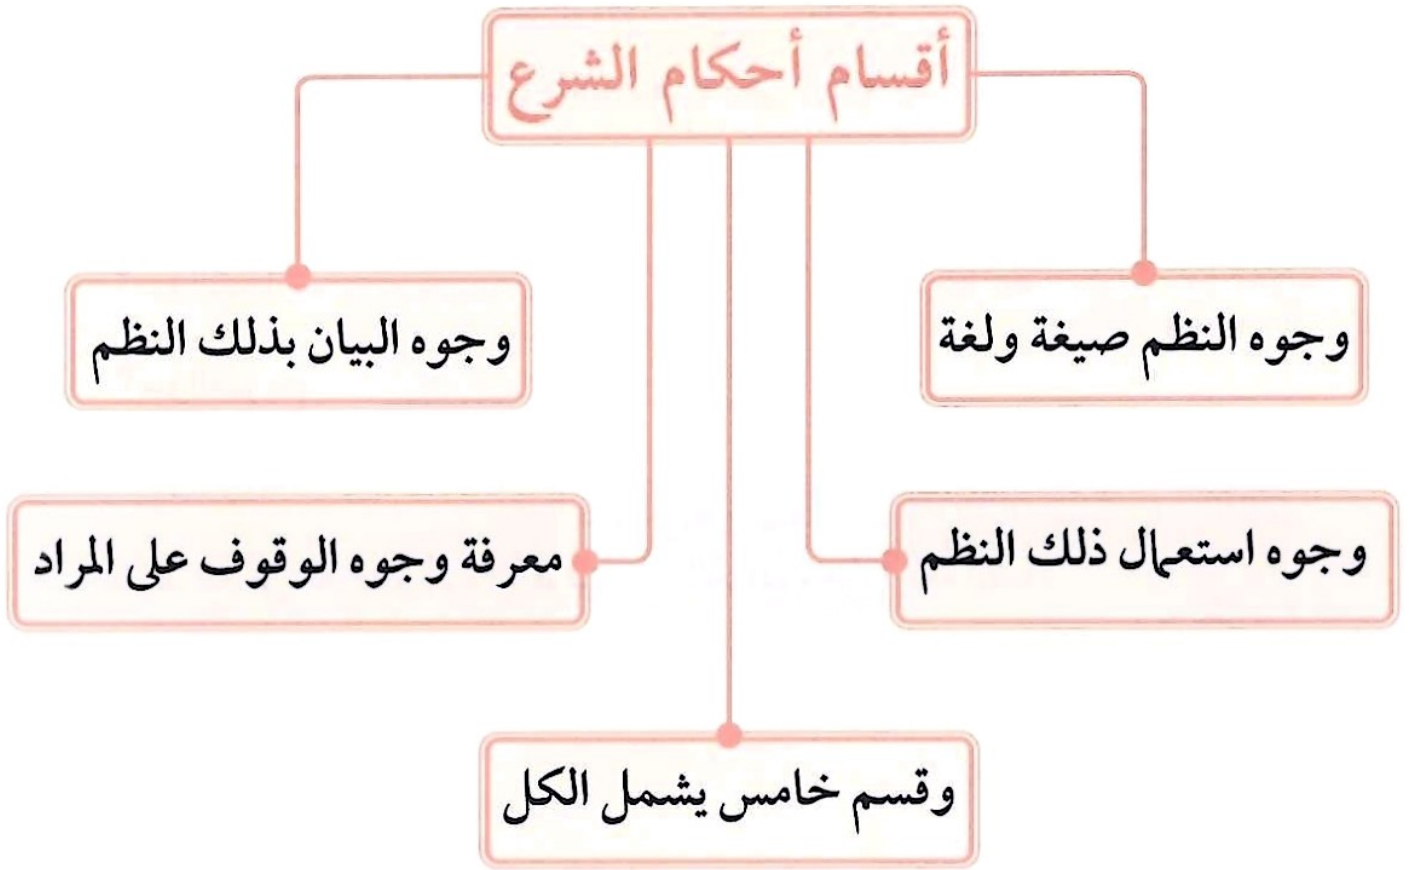 أقسام أحكام الشرع
وجوه النظم صيغة ولغة
وجوه البيان بذلك النظم
وجوه استعمال ذلك النظم
معرفة وجوه الوقوف على المراد
وقسم خامس يشمل الكل